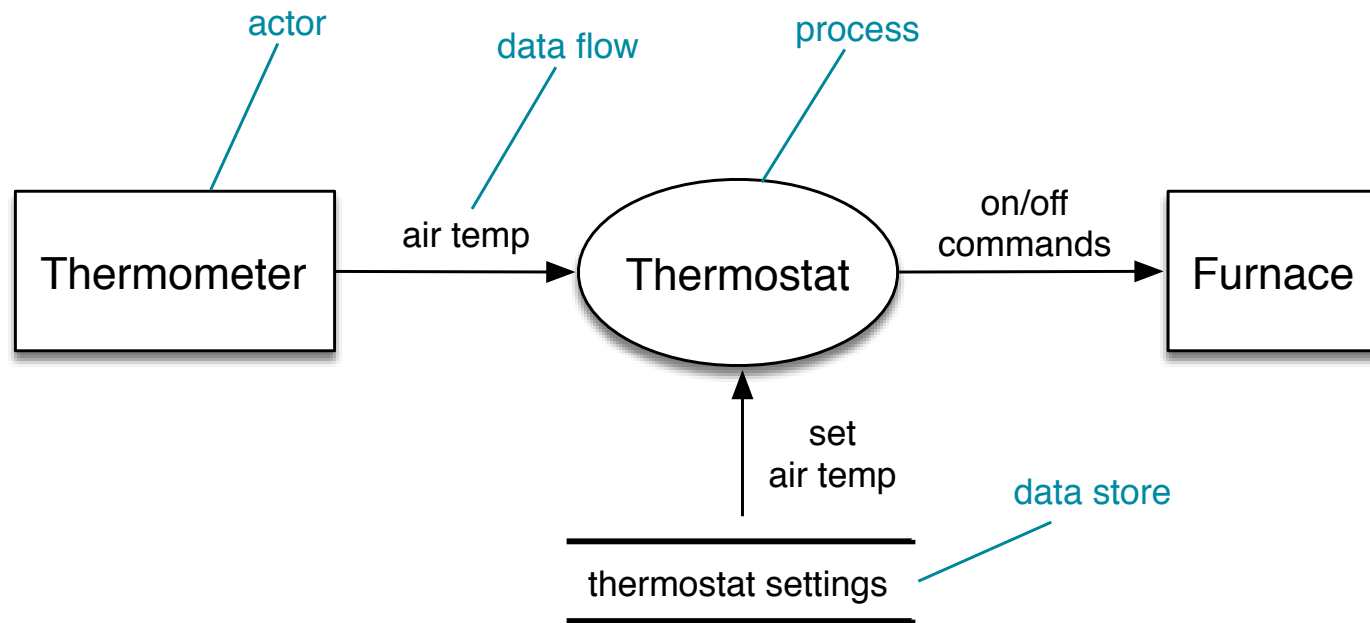 actor
data flow
process
Thermometer
air temp
Thermostat
on/off
commands
Furnace
set
air temp
data store
thermostat settings